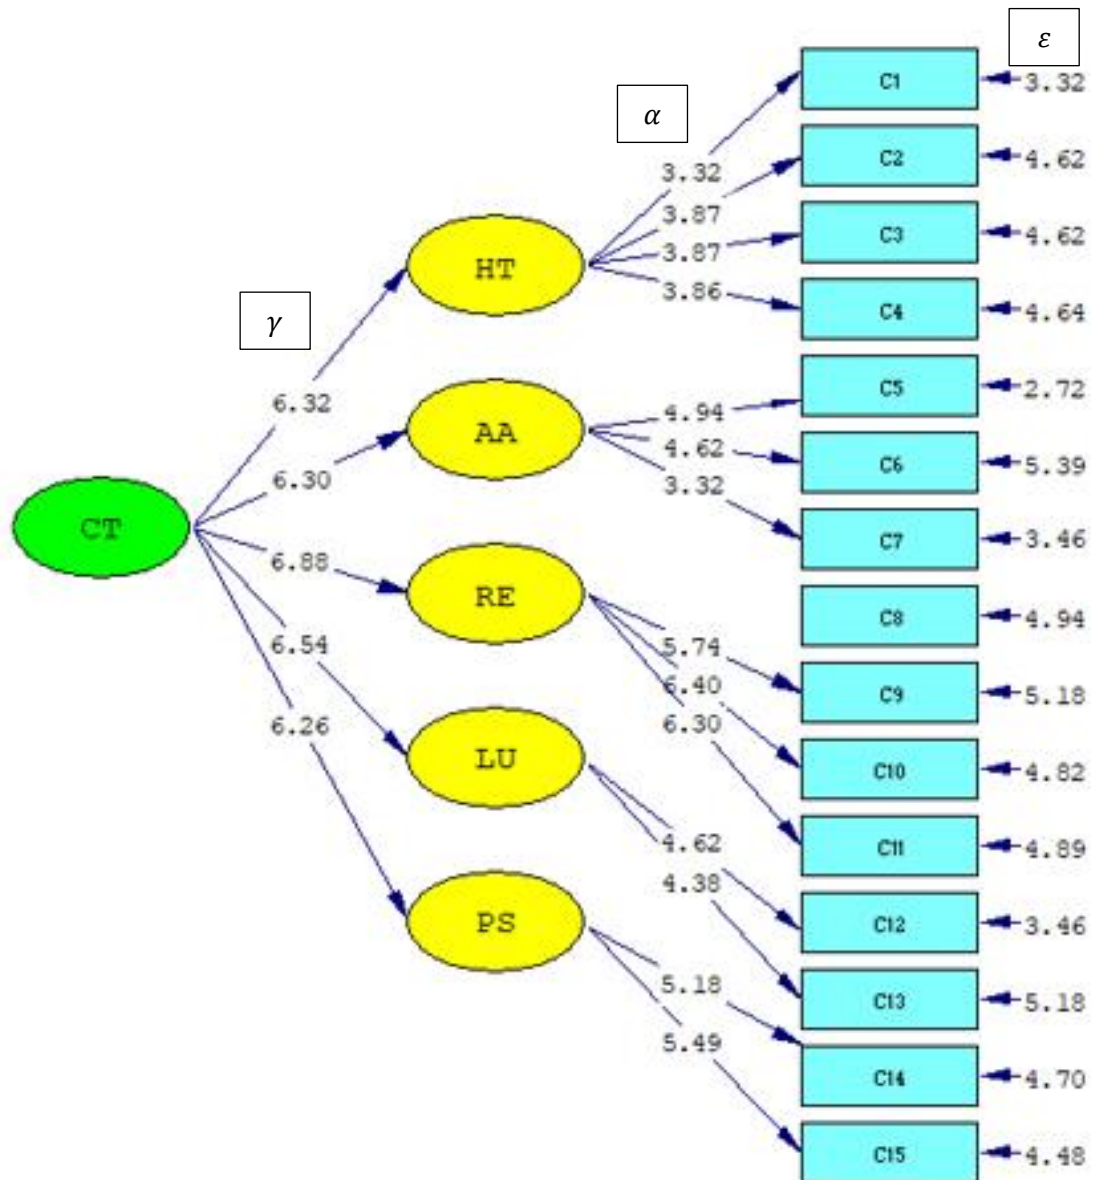 ε
C1
3.32
α
C2
4.62
3.32
3.87
C3
4.62
3.87
HT
3.86
C4
4.64
γ
C5
2.72
6.32
4.94
AA
4.62
C6
5.39
6.30
3.32
CT
C7
3.46
6.88
RE
C8
4.94
6.54
5.74
6.40
C9
5.18
6.26
6.30
LU
C10
4.82
4.62
C11
4.89
4.38
PS
C12
3.46
5.18
C13
5.18
5.49
C14
4.70
C15
4.48